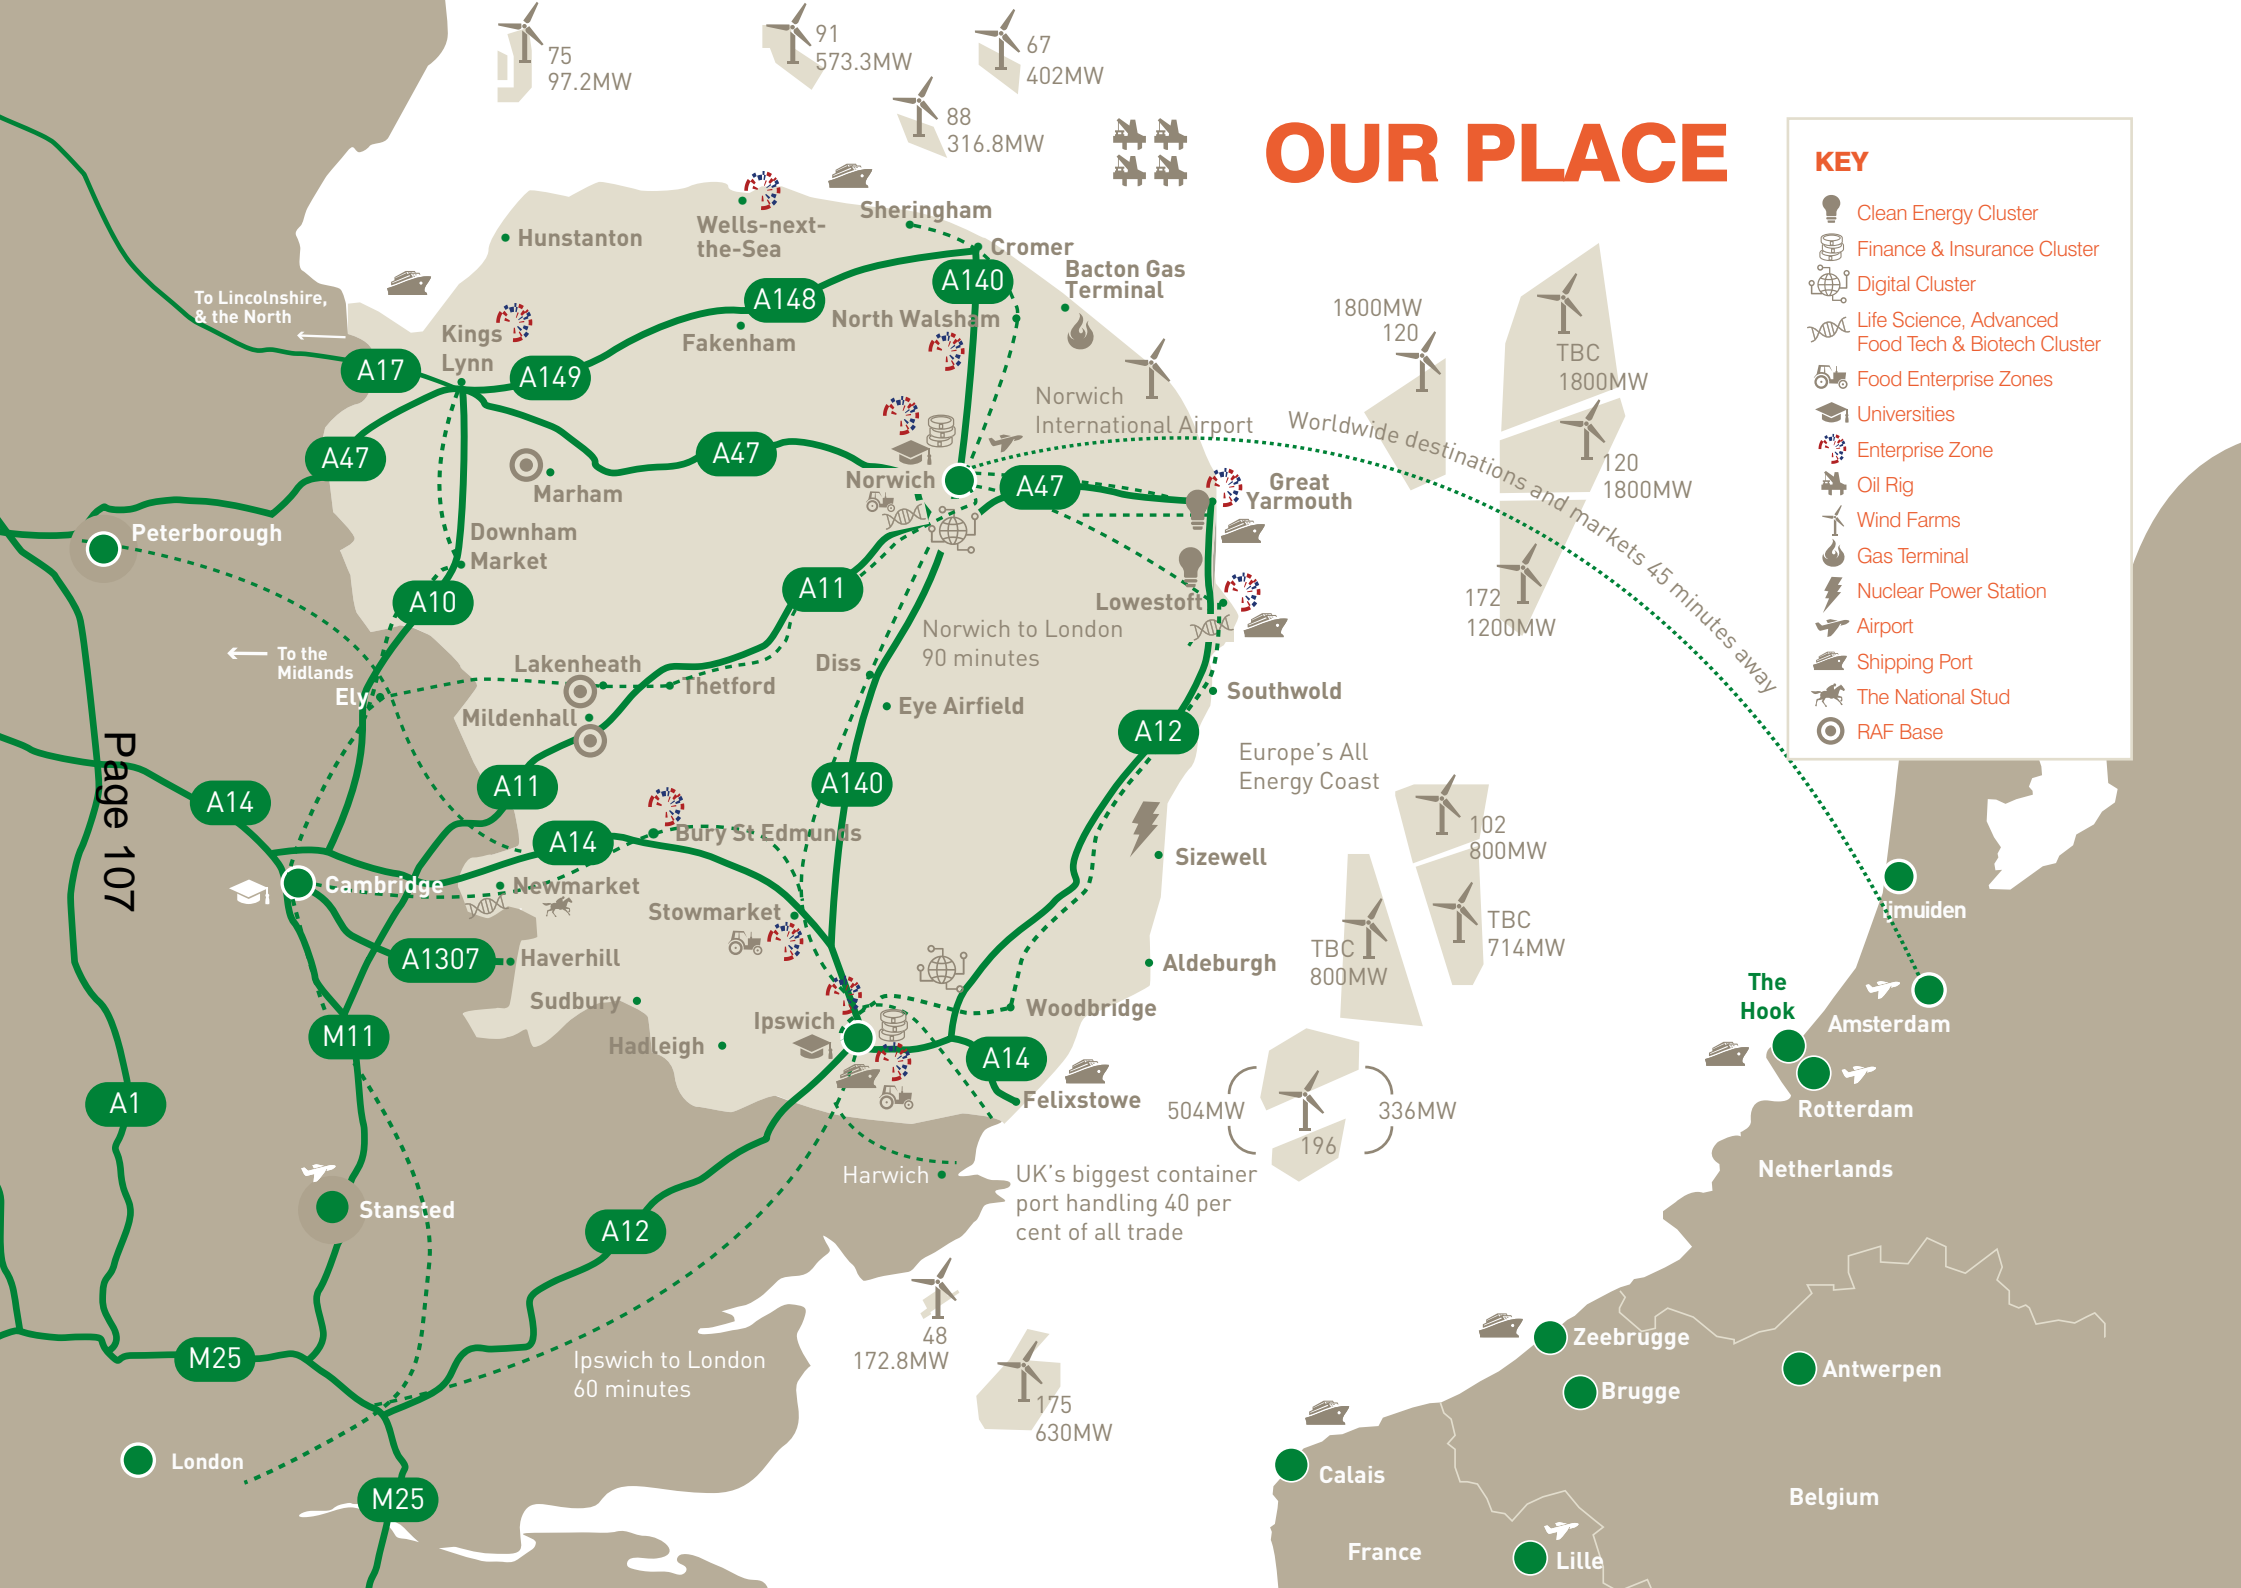 OUR PLACE
75
97.2MW
91
573.3MW
67
402MW
88
316.8MW
KEY
Clean Energy Cluster
Finance & Insurance Cluster
Digital Cluster
Life Science, Advanced
Food Tech & Biotech Cluster
Food Enterprise Zones
Universities
Enterprise Zone
Oil Rig
Wind Farms
Gas Terminal
Nuclear Power Station
Airport
Shipping Port
The National Stud
RAF Base
Hunstanton
Wells-next-
the-Sea
Sheringham
Cromer
Bacton Gas
Terminal
A140
A148
North Walsham
Fakenham
To Lincolnshire,
& the North
Kings
Lynn
A17
A149
A47
A47
Marham
Norwich
International Airport
Norwich
A47
Great
Yarmouth
Worldwide destinations and markets 45 minutes away
1800MW
120
TBC
1800MW
120
1800MW
172
1200MW
Peterborough
Downham
Market
A10
A11
Lowestoft
Norwich to London
90 minutes
To the
Midlands
Ely
Lakenheath
Thetford
Mildenhall
Diss
Eye Airfield
Southwold
A12
Europe's All
Energy Coast
Page 107
A14
A11
A140
A14
Bury St Edmunds
Sizewell
102
800MW
TBC
714MW
TBC
800MW
Cambridge
Newmarket
Stowmarket
A1307
Haverhill
Sudbury
Aldeburgh
Woodbridge
Ipswich
Hadleigh
M11
A14
Felixstowe
A1
504MW
336MW
196
Harwich
UK's biggest container
port handling 40 per
cent of all trade
Stansted
A12
48
172.8MW
175
630MW
M25
Ipswich to London
60 minutes
London
M25
Ijmuiden
The
Hook
Amsterdam
Rotterdam
Netherlands
Zeebrugge
Antwerpen
Brugge
Calais
Belgium
France
Lille